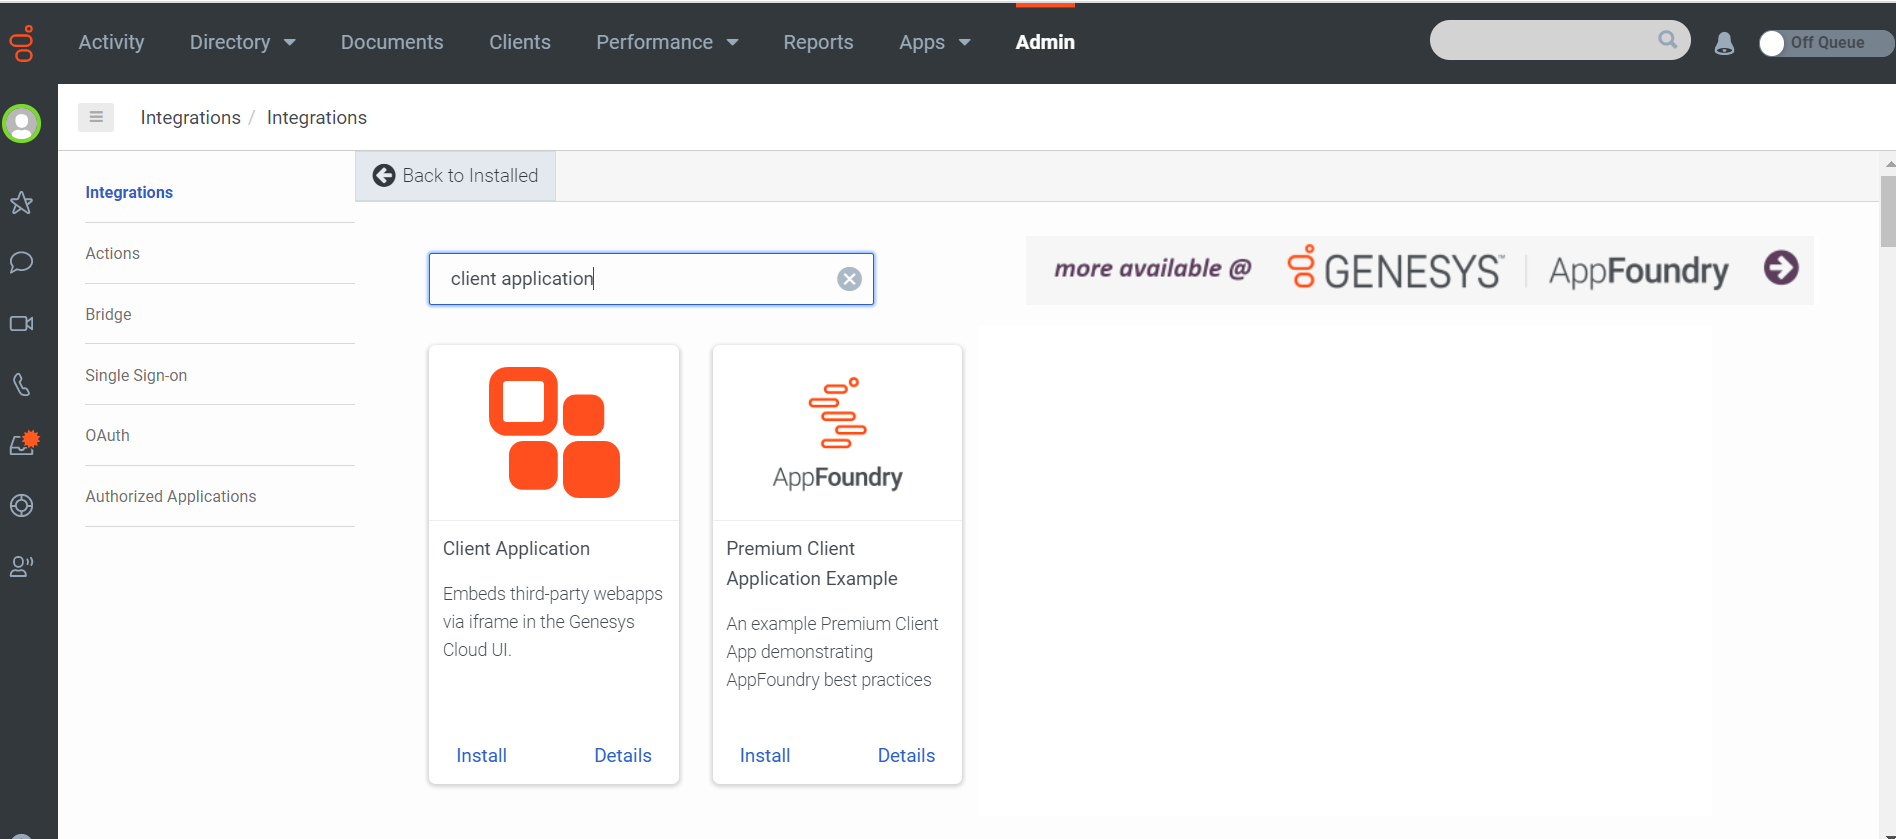 Activity Directory Documents Clients Performance Reports Apps Admin
Off Queue
Integrations / Integrations
Integrations
Actions
Bridge
Single Sign-on
OAuth
Authorized Applications
Back to Installed
client application
more available @ GENESYS™ AppFoundry
Client Application
Embeds third-party webapps
via iframe in the Genesys
Cloud UI.
Install Details
AppFoundry
Premium Client
Application Example
An example Premium Client
App demonstrating
AppFoundry best practices
Install Details